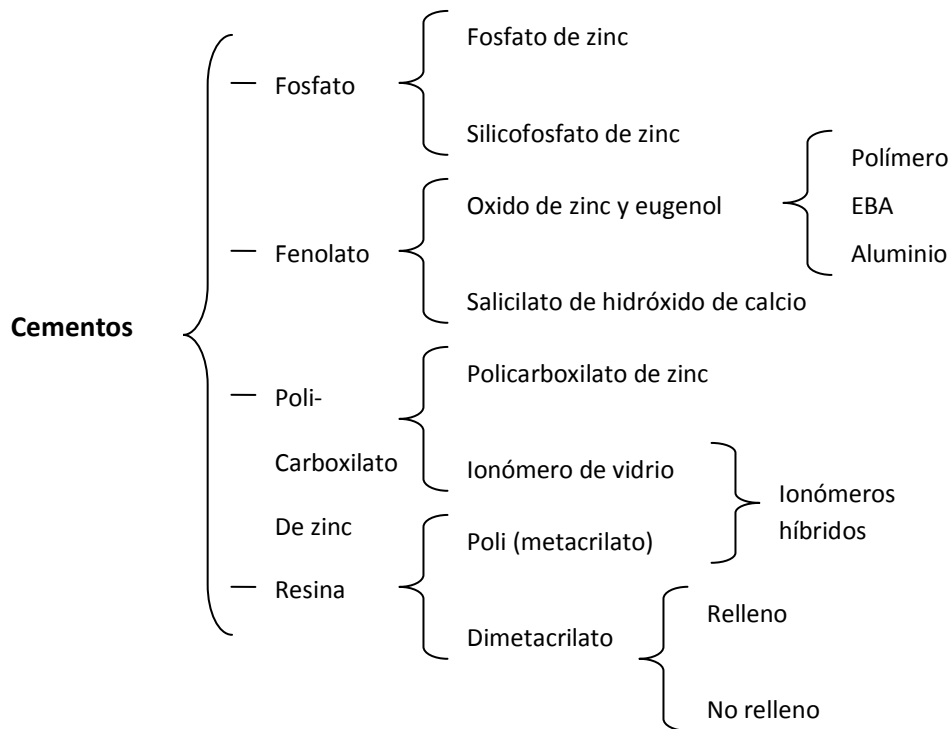 Cementos
Fosfato
Fosfato de zinc
Silicofosfato de zinc
Fenolato
Oxido de zinc y eugenol
Polímero
EBA
Aluminio
Salicilato de hidróxido de calcio
Poli-
Carboxilato
De zinc
Policarboxilato de zinc
Ionómero de vidrio
Resina
Poli (metacrilato)
Ionómeros
híbridos
Dimetacrilato
Relleno
No relleno